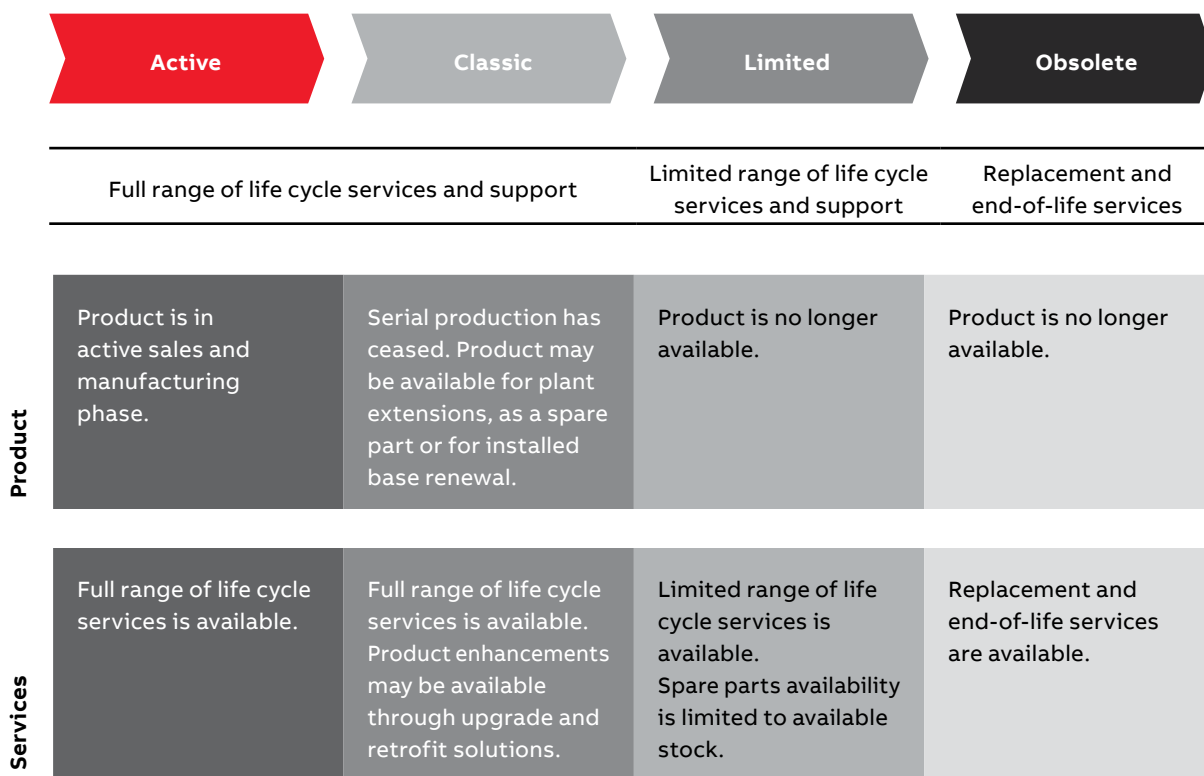 Active
Classic
Limited
Obsolete
Full range of life cycle services and support
Limited range of life cycle
services and support
Replacement and
end-of-life services
Product
Product is in
active sales and
manufacturing
phase.
Serial production has
ceased. Product may
be available for plant
extensions, as a spare
part or for installed
base renewal.
Product is no longer
available.
Product is no longer
available.
Services
Full range of life cycle
services is available.
Full range of life cycle
services is available.
Product enhancements
may be available
through upgrade and
retrofit solutions.
Limited range of life
cycle services is
available.
Spare parts availability
is limited to available
stock.
Replacement and
end-of-life services
are available.